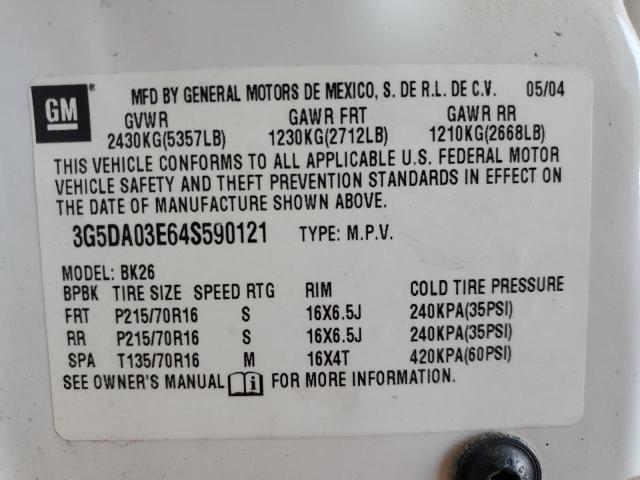 GM®
MFD BY GENERAL MOTORS DE MEXICO, S. DE R.L. DE C.V. 05/04
GVWR GAWR FRT GAWR RR
2430KG(5357LB) 1230KG(2712LB) 1210KG(2668LB)
THIS VEHICLE CONFORMS TO ALL APPLICABLE U.S. FEDERAL MOTOR
VEHICLE SAFETY AND THEFT PREVENTION STANDARDS IN EFFECT ON
THE DATE OF MANUFACTURE SHOWN ABOVE.
3G5DA03E64S590121 TYPE: M.P.V.
MODEL: BK26
BPBK TIRE SIZE SPEED RTG RIM COLD TIRE PRESSURE
FRT P215/70R16 S 16X6.5J 240KPA(35PSI)
RR P215/70R16 S 16X6.5J 240KPA(35PSI)
SPA T135/70R16 M 16X4T 420KPA(60PSI)
SEE OWNER'S MANUAL i FOR MORE INFORMATION.